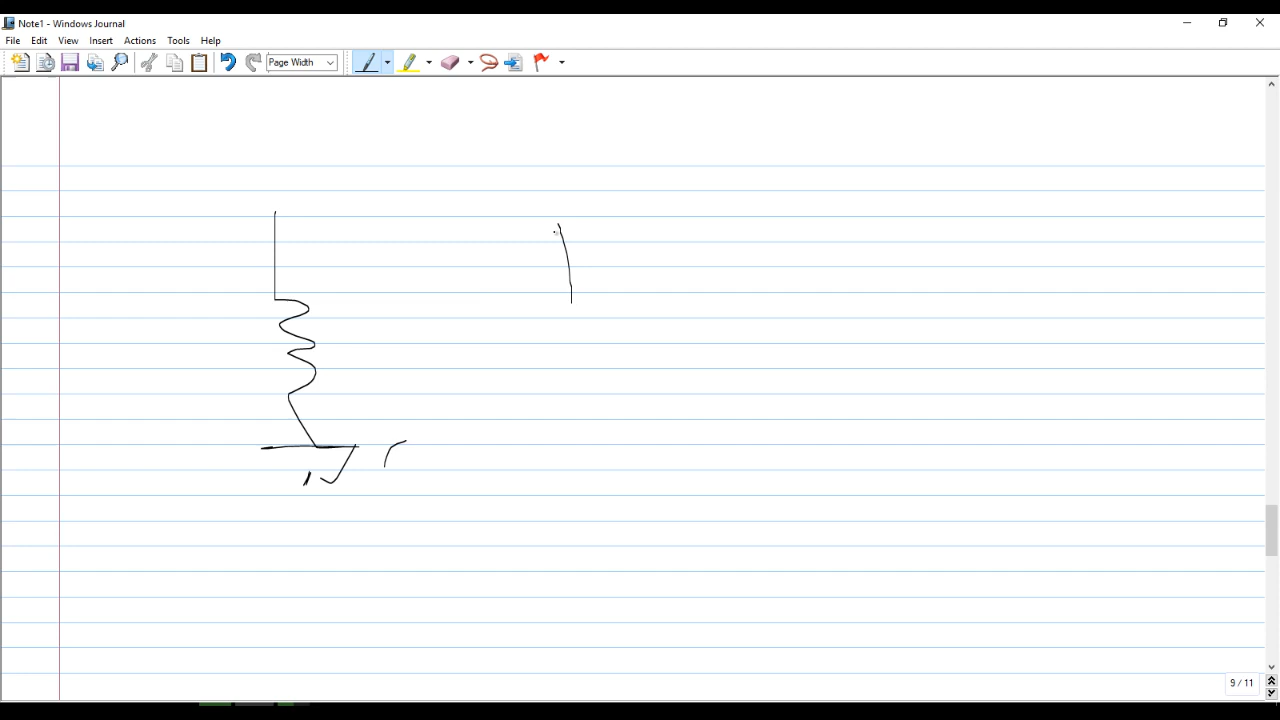 Note1 - Windows Journal
File Edit View Insert Actions Tools Help
Page Width
9 / 11